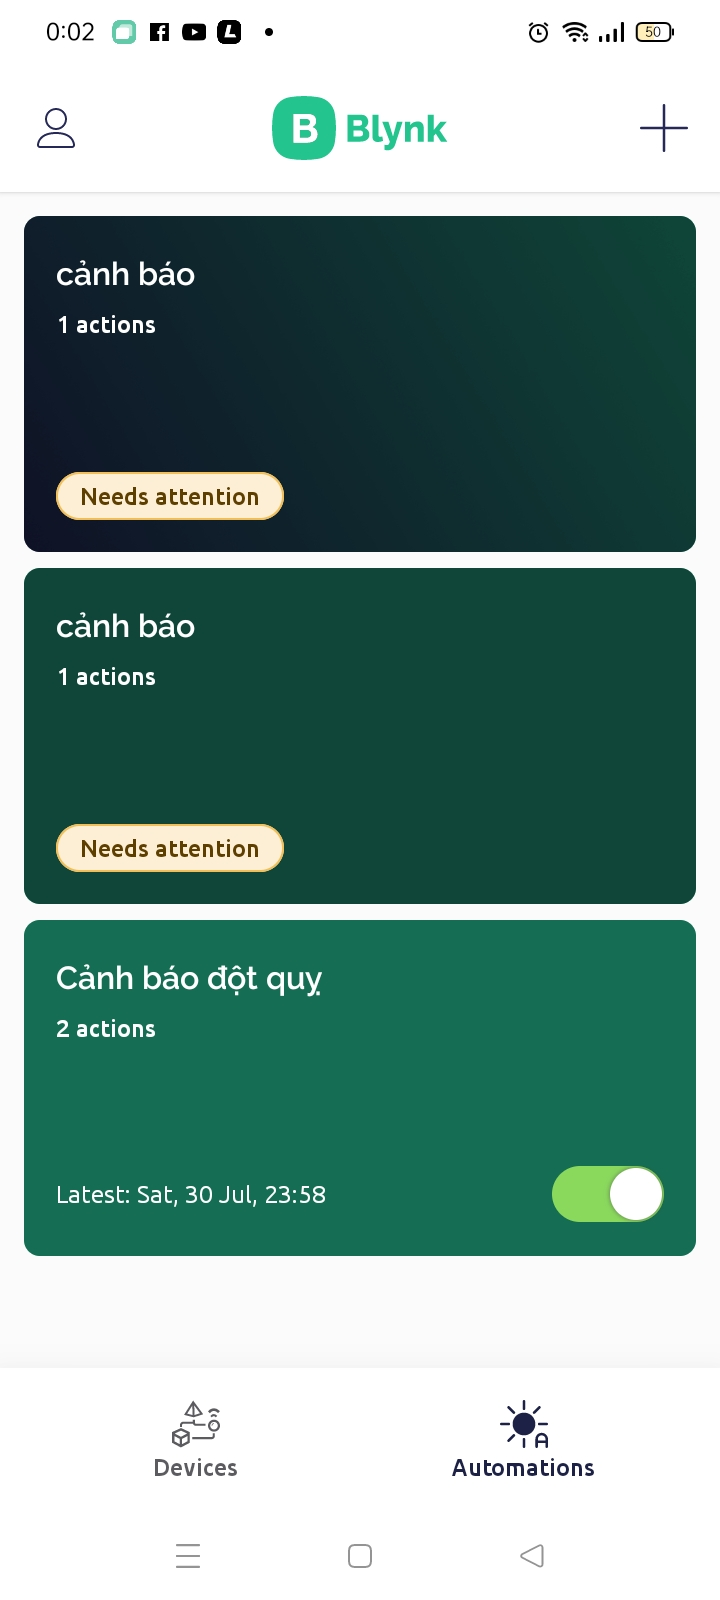 0:02
50
B Blynk
cảnh báo
1 actions
Needs attention
cảnh báo
1 actions
Needs attention
Cảnh báo đột quỵ
2 actions
Latest: Sat, 30 Jul, 23:58
Devices
Automations